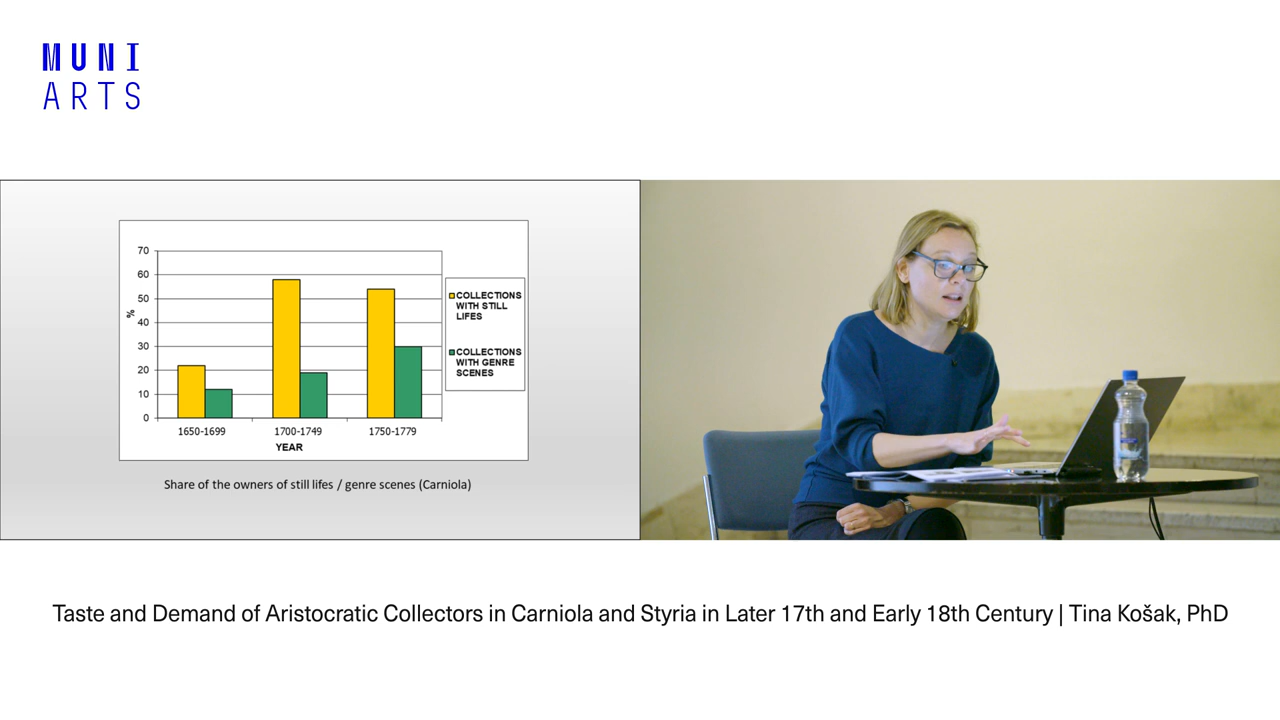 MUNI
ARTS
70
60
50
40
30
20
10
0
%
1650-1699
1700-1749
1750-1779
YEAR
COLLECTIONS
WITH STILL
LIFES
COLLECTIONS
WITH GENRE
SCENES
Share of the owners of still lifes / genre scenes (Carniola)
Taste and Demand of Aristocratic Collectors in Carniola and Styria in Later 17th and Early 18th Century | Tina Košak, PhD